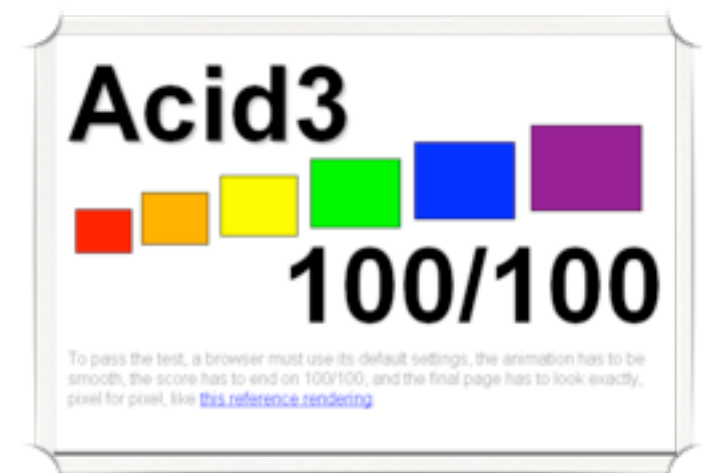 Acid3
100/100
To pass the test, a browser must use its default settings, the animation has to be
smooth, the score has to end on 100/100, and the final page has to look exactly,
pixel for pixel, like this reference rendering.